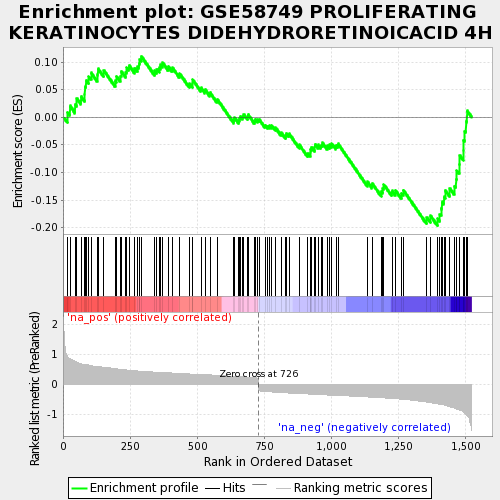 Enrichment plot: GSE58749 PROLIFERATING
KERATINOCYTES DIDEHYDRORETINOICACID 4H
Enrichment score (ES)
0.10
0.05
0.00
-0.05
-0.10
-0.15
-0.20
Ranked list metric (PreRanked)
2
1
0
-1
'na_pos' (positively correlated)
Zero cross at 726
'na_neg' (negatively correlated)
0
250
500
750
1,000
1,250
1,500
Rank in Ordered Dataset
Enrichment profile
Hits
Ranking metric scores